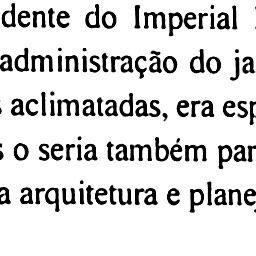 dente do Imperial
administração do ja
aclimatadas, era esp
o seria também par
a arquitetura e plane